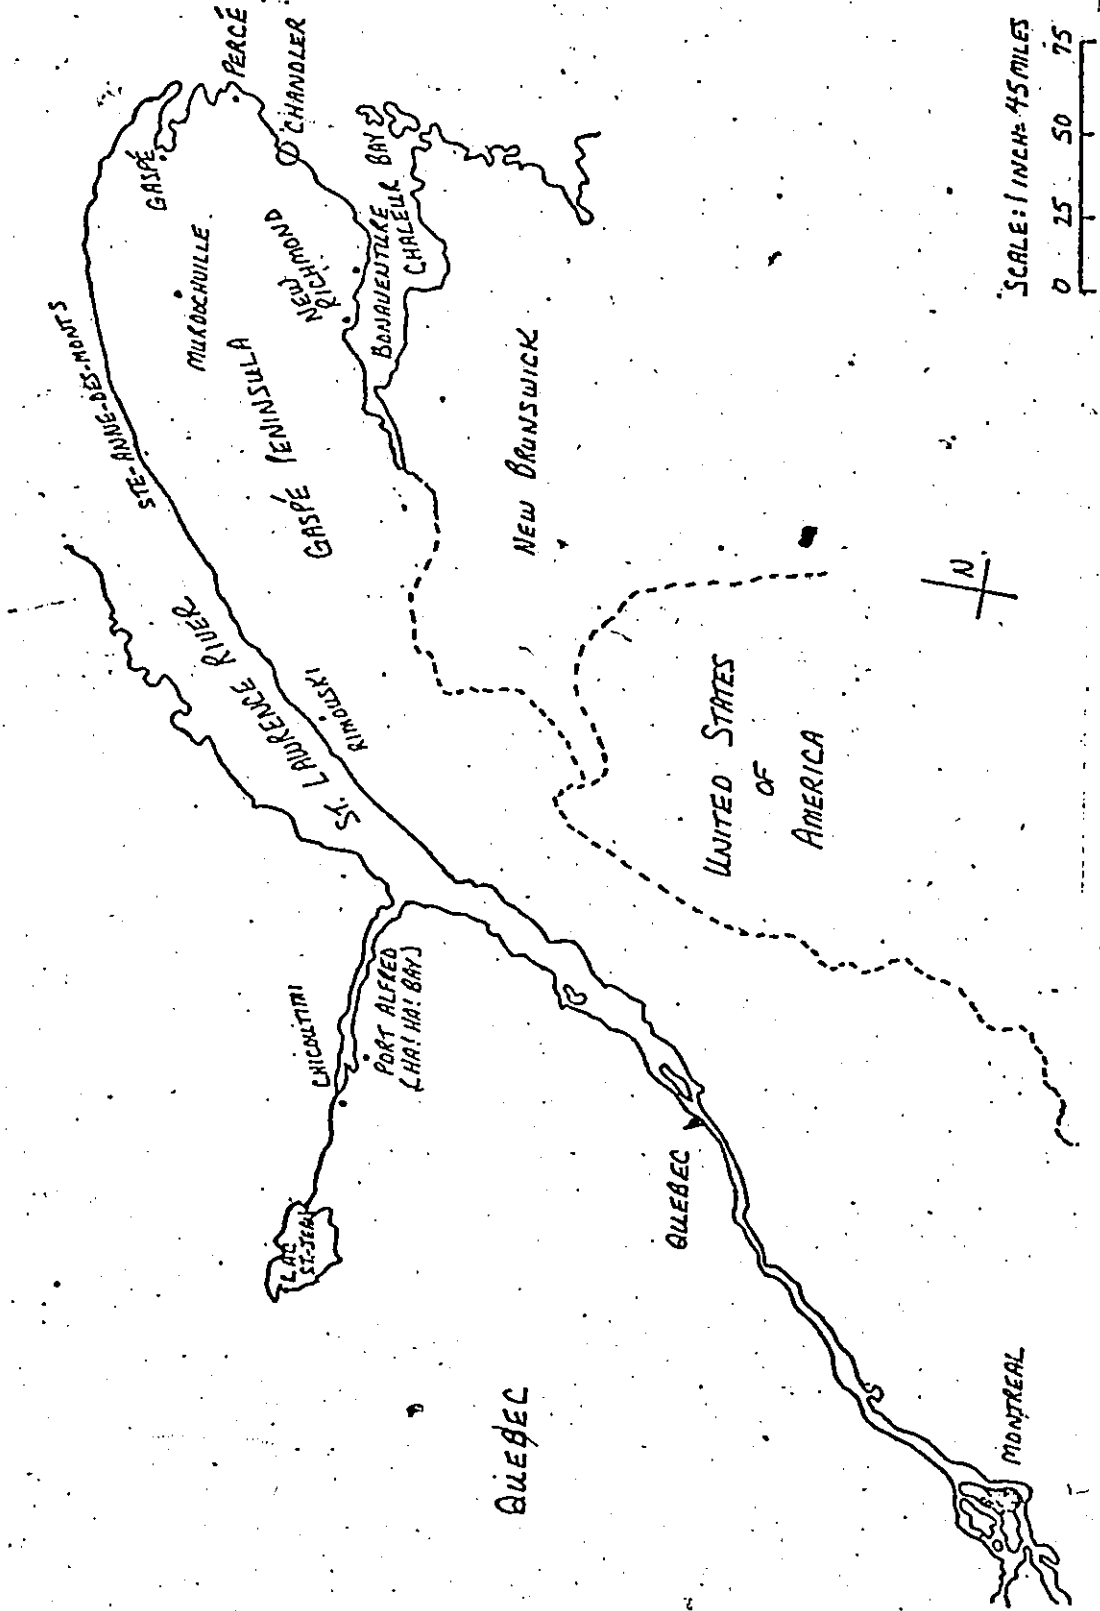 STE-ANNE-DES-MONTS
GASPÉ
PERCÉ
CHANDLER
MURDOCHVILLE
NEW
RICHMOND
GASPÉ PENINSULA
BONAVENTURE
CHALEUR BAY
ST. LAWRENCE RIVER
RIMOUSKI
NEW BRUNSWICK
CHICOUTIMI
PORT ALFRED
(HA! HA! BAY)
LAC
ST-JEAN
UNITED STATES
OF
AMERICA
QUEBEC
QUEBEC
MONTREAL
N
SCALE: 1 INCH = 45 MILES
0 25 50 75